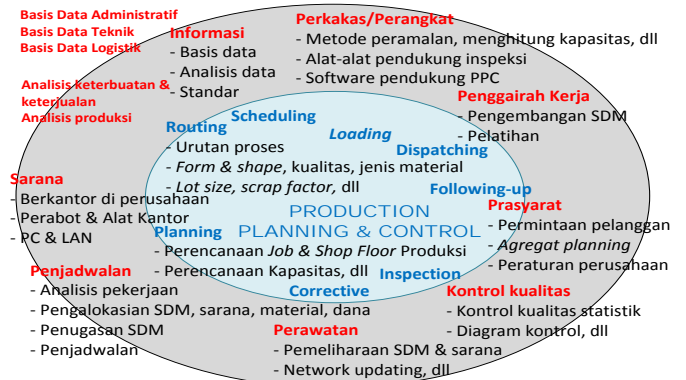 Basis Data Administratif
Basis Data Teknik
Basis Data Logistik
Analisis keterbuatan &
keterjualan
Analisis produksi
Informasi
- Basis data
- Analisis data
- Standar
Perkakas/Perangkat
- Metode peramalan, menghitung kapasitas, dll
- Alat-alat pendukung inspeksi
- Software pendukung PPC
Penggairah Kerja
- Pengembangan SDM
- Pelatihan
Scheduling
Routing
- Urutan proses
- Form & shape, kualitas, jenis material
- Lot size, scrap factor, dll
Loading
Dispatching
Following-up
Sarana
- Berkantor di perusahaan
- Perabot & Alat Kantor
- PC & LAN
PRODUCTION
PLANNING & CONTROL
Planning
- Perencanaan Job & Shop Floor Produksi
- Perencanaan Kapasitas, dll
Inspection
Corrective
Prasyarat
- Permintaan pelanggan
- Agregat planning
- Peraturan perusahaan
Penjadwalan
- Analisis pekerjaan
- Pengalokasian SDM, sarana, material, dana
- Penugasan SDM
- Penjadwalan
Kontrol kualitas
- Kontrol kualitas statistik
- Diagram kontrol, dll
Perawatan
- Pemeliharaan SDM & sarana
- Network updating, dll